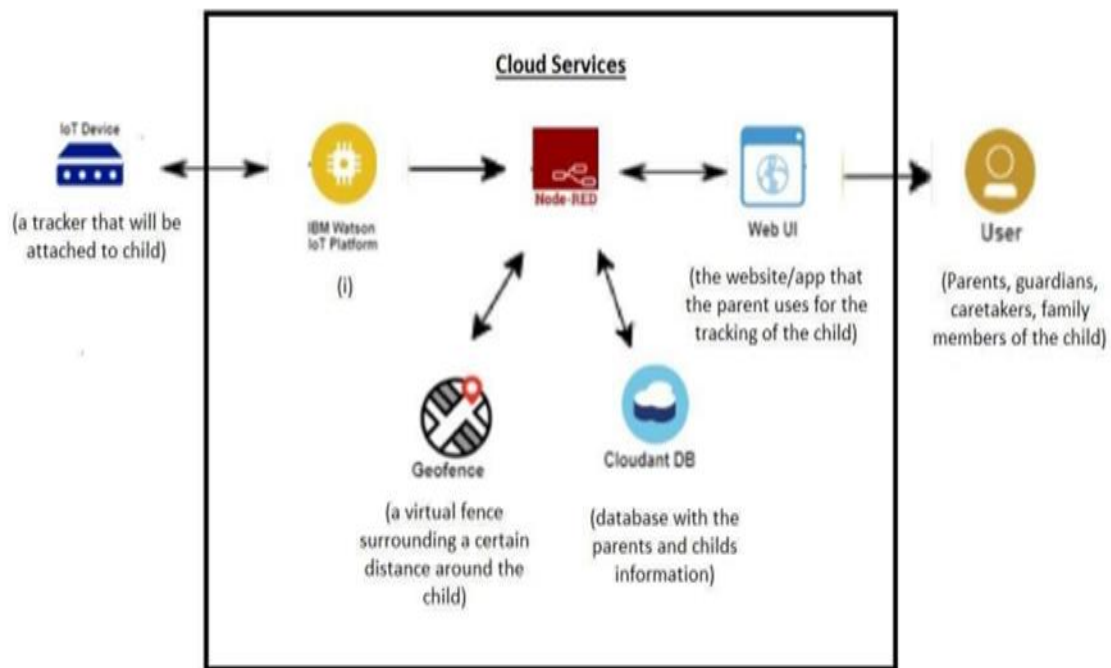 Cloud Services
IoT Device
(a tracker that will be
attached to child)
IBM Watson
IoT Platform
(i)
Node-RED
Web UI
(the website/app that
the parent uses for the
tracking of the child)
User
(Parents, guardians,
caretakers, family
members of the child)
Geofence
(a virtual fence
surrounding a certain
distance around the
child)
Cloudant DB
(database with the
parents and childs
information)